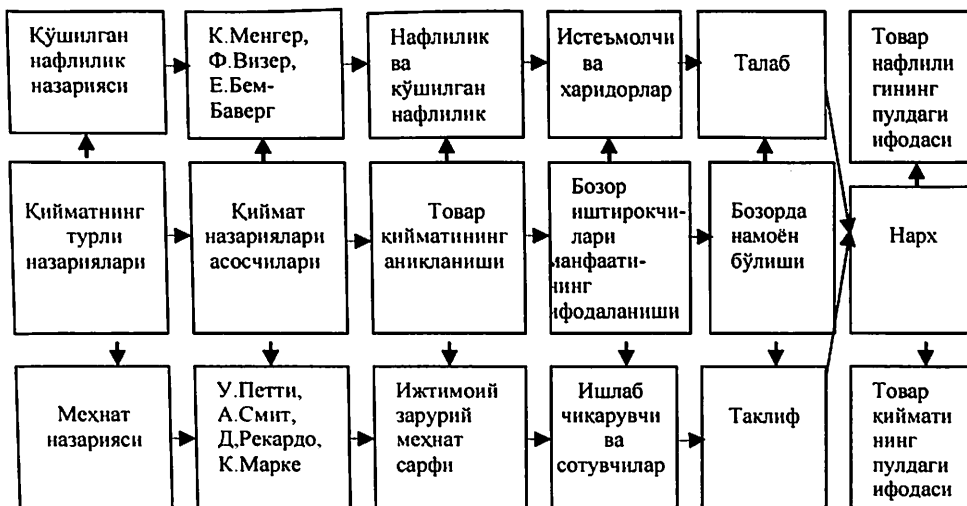 Қўшилган
нафлилик
назарияси
К.Менгер,
Ф.Визер,
Е.Бем-
Баверг
Нафлилик
ва
қўшилган
нафлилик
Истеъмолчи
ва
харидорлар
Талаб
Товар
нафлили
гининг
пулдаги
ифодаси
Қийматнинг
турли
назариялари
Қиймат
назариялари
асосчилари
Товар
қийматининг
аникланиши
Бозор
иштирокчи-
лари
манфаати-
нинг
ифодаланиши
Бозорда
намоён
бўлиши
Нарх
Меҳнат
назарияси
У.Петти,
А.Смит,
Д,Рекардо,
К.Марке
Ижтимоий
зарурий
меҳнат
сарфи
Ишлаб
чиқарувчи
ва
сотувчилар
Таклиф
Товар
қиймати
нинг
пулдаги
ифодаси